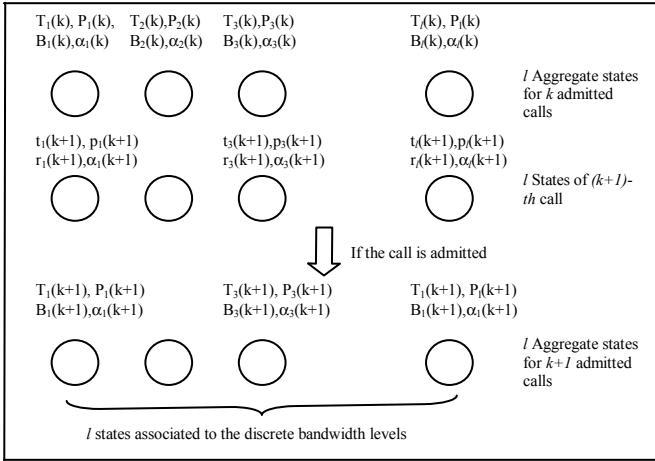 T₁(k), P₁(k), T₂(k),P₂(k) T₃(k),P₃(k) Tₗ(k), Pₗ(k)
B₁(k),α₁(k) B₂(k),α₂(k) B₃(k),α₃(k) Bₗ(k),αₗ(k)
l Aggregate states
for k admitted
calls
t₁(k+1), p₁(k+1) t₃(k+1),p₃(k+1) tₗ(k+1),pₗ(k+1)
r₁(k+1),α₁(k+1) r₃(k+1),α₃(k+1) rₗ(k+1),αₗ(k+1)
l States of (k+1)-
th call
If the call is admitted
T₁(k+1), P₁(k+1) T₃(k+1), P₃(k+1) T₁(k+1), Pₗ(k+1)
B₁(k+1),α₁(k+1) B₃(k+1),α₃(k+1) B₁(k+1),α₁(k+1)
l Aggregate states
for k+1 admitted
calls
l states associated to the discrete bandwidth levels